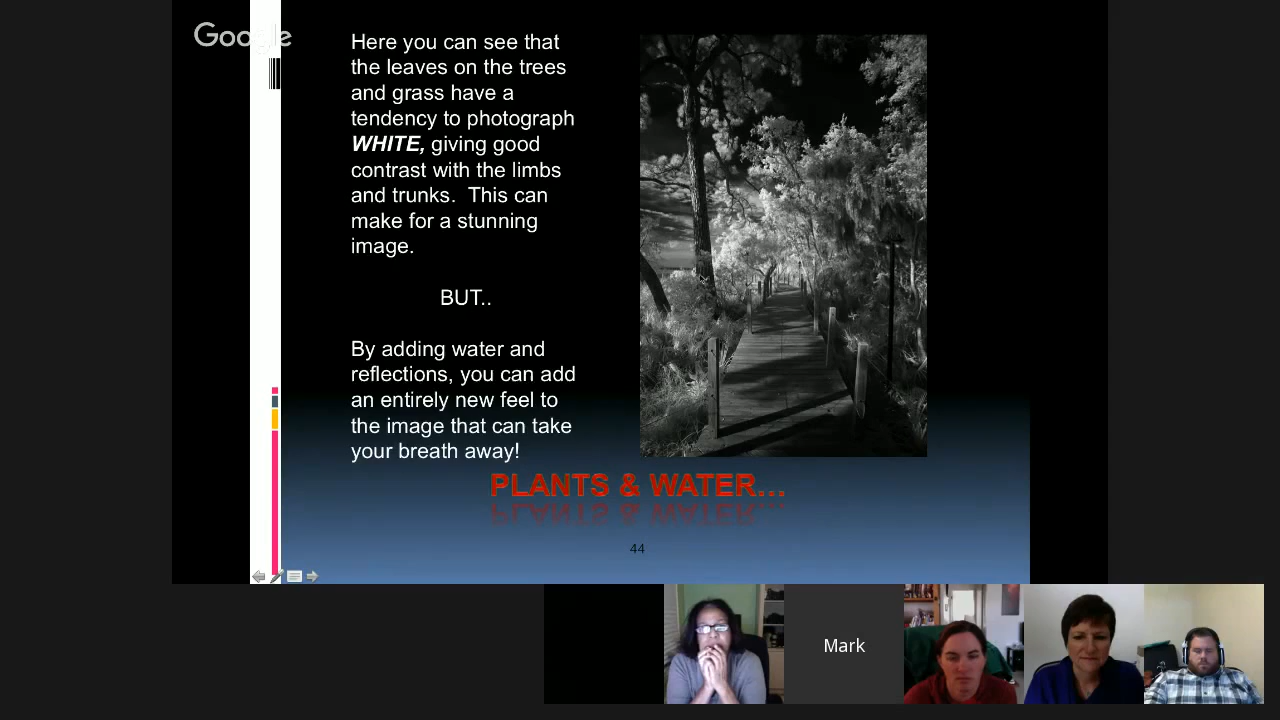 Google
Here you can see that
the leaves on the trees
and grass have a
tendency to photograph
WHITE, giving good
contrast with the limbs
and trunks.  This can
make for a stunning
image.
BUT..
By adding water and
reflections, you can add
an entirely new feel to
the image that can take
your breath away!
PLANTS & WATER...
44
Mark